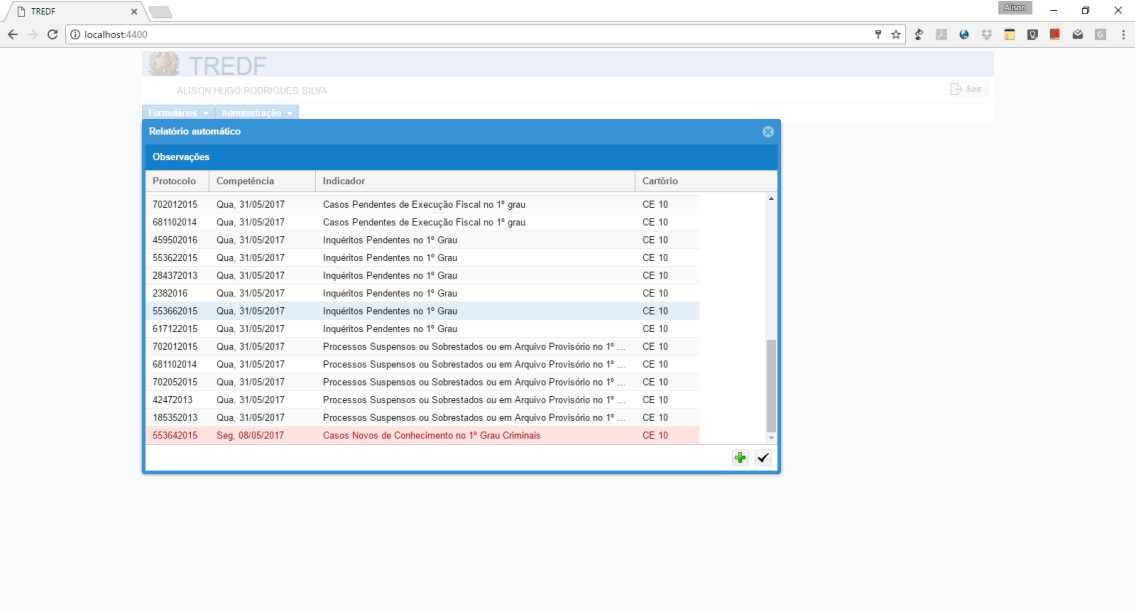 TREDF
Alison
localhost:4400
TREDF
ALISON HUGO RODRIGUES SILVA
Sair
Formulários Administração
Relatório automático
Observações
Protocolo Competência Indicador Cartório
702012015 Qua, 31/05/2017 Casos Pendentes de Execução Fiscal no 1º grau CE 10
681102014 Qua, 31/05/2017 Casos Pendentes de Execução Fiscal no 1º grau CE 10
459502016 Qua, 31/05/2017 Inquéritos Pendentes no 1º Grau CE 10
553622015 Qua, 31/05/2017 Inquéritos Pendentes no 1º Grau CE 10
284372013 Qua, 31/05/2017 Inquéritos Pendentes no 1º Grau CE 10
2382016 Qua, 31/05/2017 Inquéritos Pendentes no 1º Grau CE 10
553662015 Qua, 31/05/2017 Inquéritos Pendentes no 1º Grau CE 10
617122015 Qua, 31/05/2017 Inquéritos Pendentes no 1º Grau CE 10
702012015 Qua, 31/05/2017 Processos Suspensos ou Sobrestados ou em Arquivo Provisório no 1º ... CE 10
681102014 Qua, 31/05/2017 Processos Suspensos ou Sobrestados ou em Arquivo Provisório no 1º ... CE 10
702052015 Qua, 31/05/2017 Processos Suspensos ou Sobrestados ou em Arquivo Provisório no 1º ... CE 10
42472013 Qua, 31/05/2017 Processos Suspensos ou Sobrestados ou em Arquivo Provisório no 1º ... CE 10
185352013 Qua, 31/05/2017 Processos Suspensos ou Sobrestados ou em Arquivo Provisório no 1º ... CE 10
553642015 Seg, 08/05/2017 Casos Novos de Conhecimento no 1º Grau Criminais CE 10